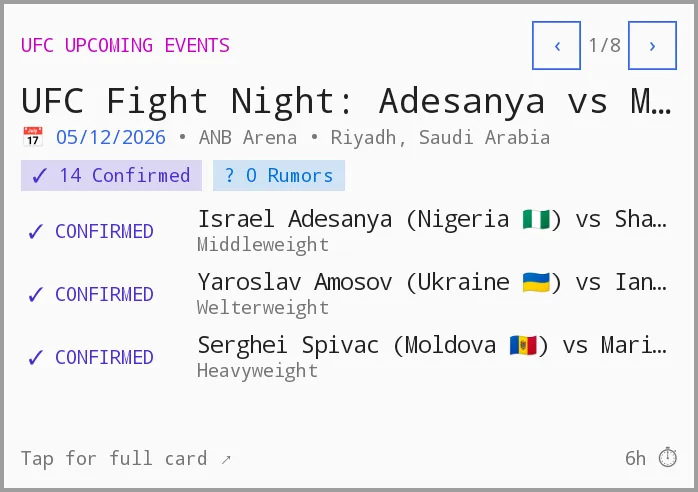 UFC UPCOMING EVENTS
‹ 1/8 ›
UFC Fight Night: Adesanya vs M…
📅 05/12/2026 • ANB Arena • Riyadh, Saudi Arabia
✓ 14 Confirmed ? 0 Rumors
✓ CONFIRMED Israel Adesanya (Nigeria 🇳🇬) vs Sha…
Middleweight
✓ CONFIRMED Yaroslav Amosov (Ukraine 🇺🇦) vs Ian…
Welterweight
✓ CONFIRMED Serghei Spivac (Moldova 🇲🇩) vs Mari…
Heavyweight
Tap for full card ↗
6h ⏱